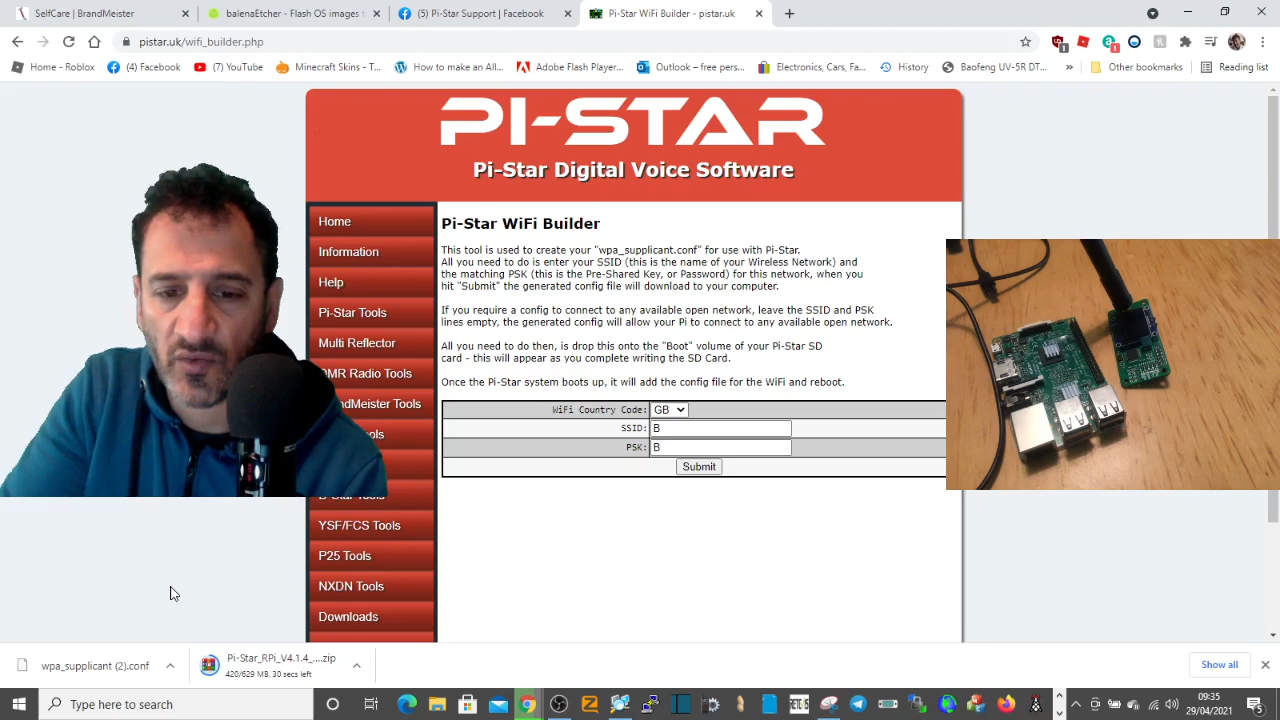 SelfCare | BrandMeister
balenaEtcher - Flash OS images t
(5) Pi-Star Support | Facebook
Pi-Star WiFi Builder - pistar.uk
pistar.uk/wifi_builder.php
Home - Roblox
(4) Facebook
(7) YouTube
Minecraft Skins - T...
How to make an All...
Adobe Flash Player...
Outlook – free pers...
Electronics, Cars, Fa...
History
Baofeng UV-5R DT...
Other bookmarks
Reading list
PI-STAR
Pi-Star Digital Voice Software
Home
Information
Help
Pi-Star Tools
Multi Reflector
DMR Radio Tools
ndMeister Tools
ools
YSF/FCS Tools
P25 Tools
NXDN Tools
Downloads
Pi-Star WiFi Builder
This tool is used to create your "wpa_supplicant.conf" for use with Pi-Star.
All you need to do is enter your SSID (this is the name of your Wireless Network) and
the matching PSK (this is the Pre-Shared Key, or Password) for this network, when you
hit "Submit" the generated config file will download to your computer.
If you require a config to connect to any available open network, leave the SSID and PSK
lines empty, the generated config will allow your Pi to connect to any available open network.
All you need to do then, is drop this onto the "Boot" volume of your Pi-Star SD
card - this will appear as you complete writing the SD Card.
Once the Pi-Star system boots up, it will add the config file for the WiFi and reboot.
WiFi Country Code: GB
SSID: B
PSK: B
Submit
wpa_supplicant (2).conf
Pi-Star_RPi_V4.1.4_....zip
420/629 MB, 30 secs left
Show all
Type here to search
09:35
29/04/2021